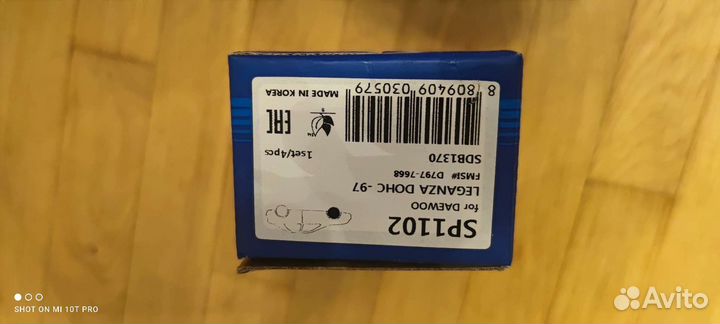 SP1102
for DAEWOO
LEGANZA DOHC -97
FMSI# D797-7668
SDB1370
1set/4pcs
8 809409 030579
EAC
MADE IN KOREA
SHOT ON MI 10T PRO
Avito